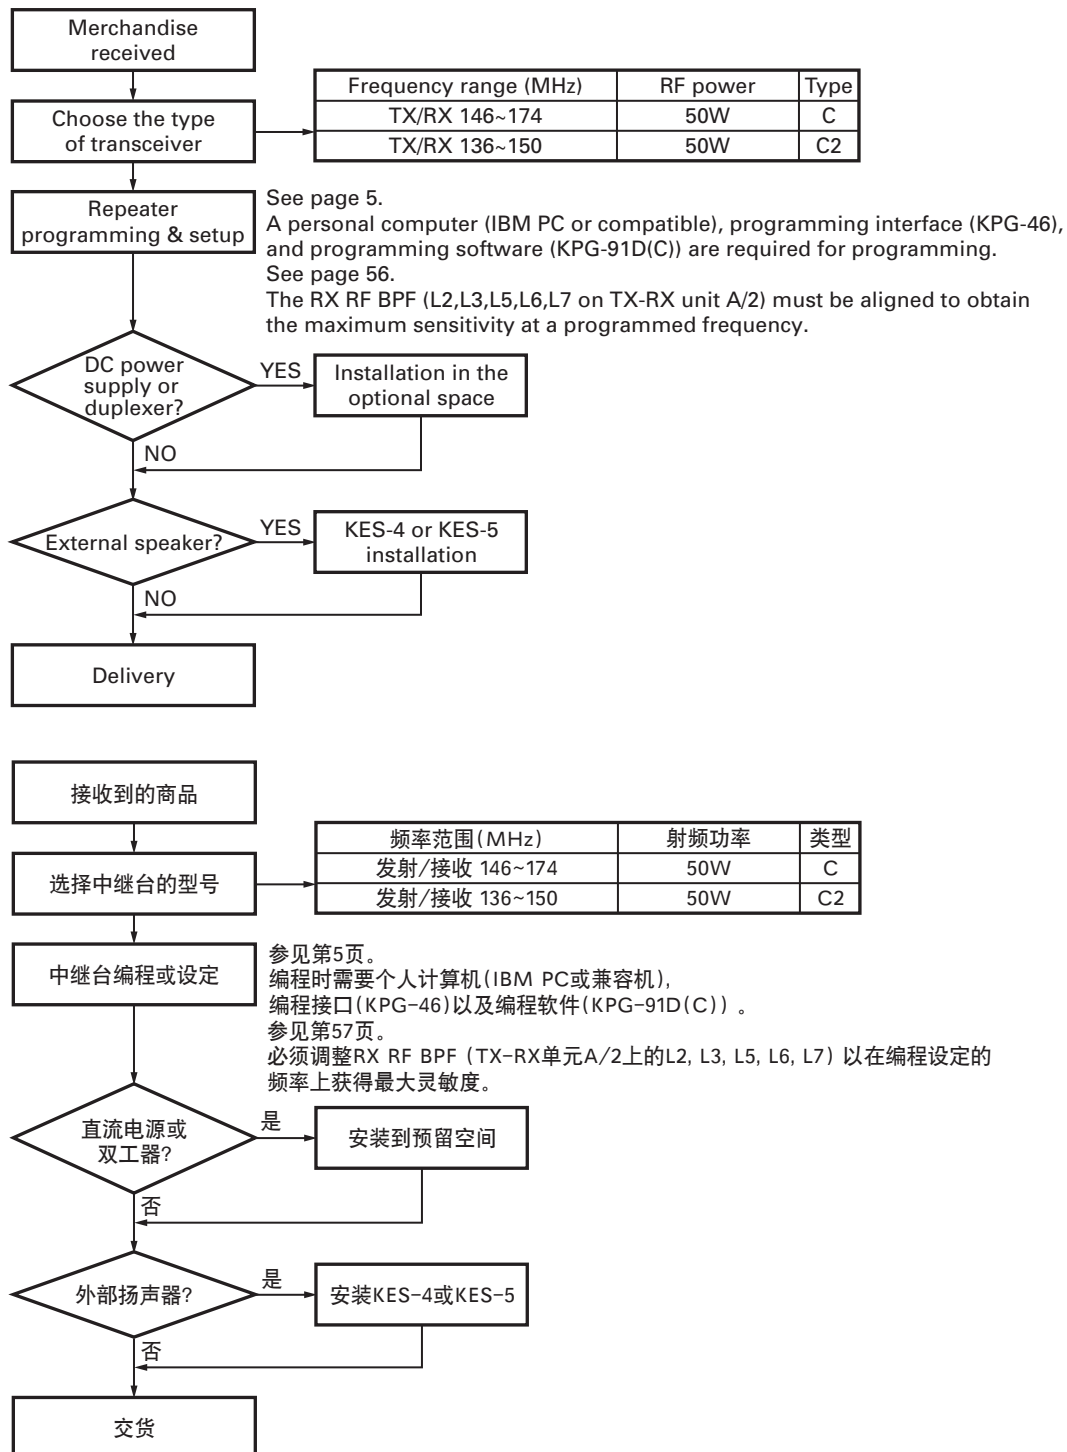 Merchandise
received
Choose the type
of transceiver
Frequency range (MHz) RF power Type
TX/RX 146~174 50W C
TX/RX 136~150 50W C2
Repeater
programming & setup
See page 5.
A personal computer (IBM PC or compatible), programming interface (KPG-46),
and programming software (KPG-91D(C)) are required for programming.
See page 56.
The RX RF BPF (L2,L3,L5,L6,L7 on TX-RX unit A/2) must be aligned to obtain
the maximum sensitivity at a programmed frequency.
DC power
supply or
duplexer?
YES
Installation in the
optional space
NO
External speaker?
YES
KES-4 or KES-5
installation
NO
Delivery
接收到的商品
选择中继台的型号
频率范围(MHz) 射频功率 类型
发射/接收 146~174 50W C
发射/接收 136~150 50W C2
中继台编程或设定
参见第5页。
编程时需要个人计算机(IBM PC或兼容机),
编程接口(KPG-46)以及编程软件(KPG-91D(C)) 。
参见第57页。
必须调整RX RF BPF (TX-RX单元A/2上的L2, L3, L5, L6, L7) 以在编程设定的
频率上获得最大灵敏度。
直流电源或
双工器?
是
安装到预留空间
否
外部扬声器?
是
安装KES-4或KES-5
否
交货